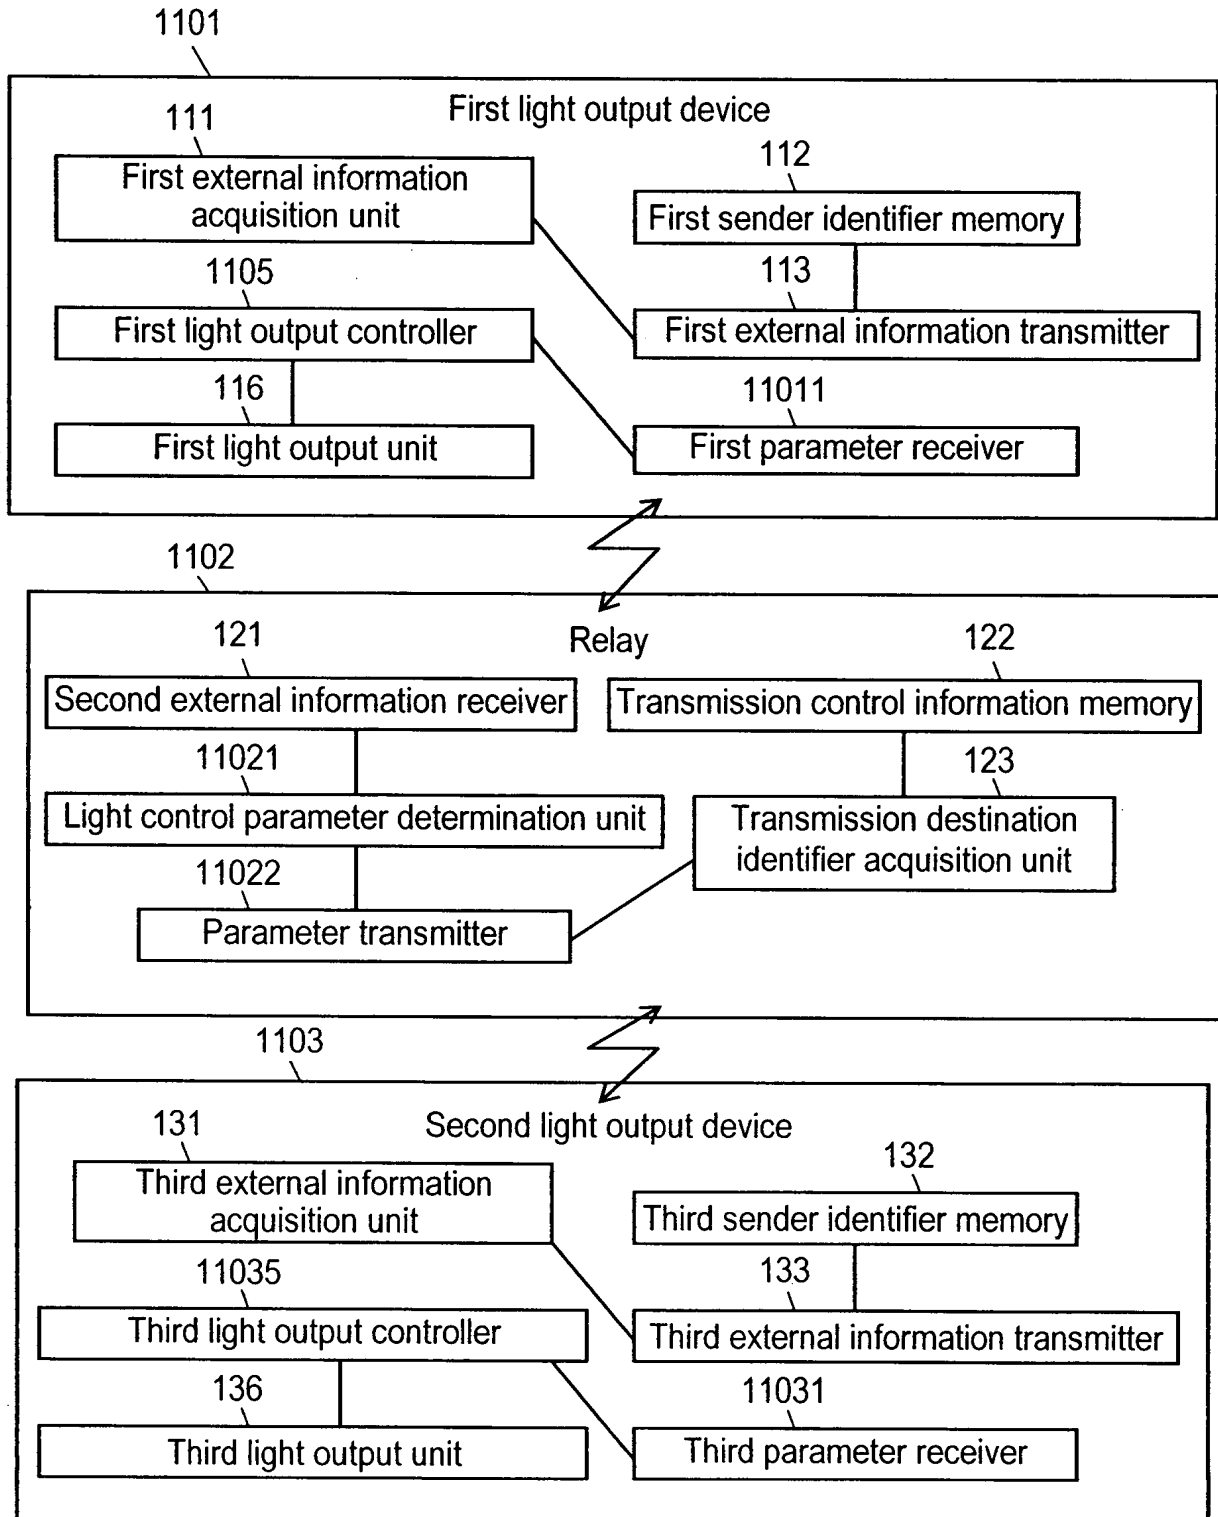 1101
First light output device
111
First external information
acquisition unit
112
First sender identifier memory
1105
First light output controller
113
First external information transmitter
116
First light output unit
11011
First parameter receiver
1102
Relay
121
Second external information receiver
122
Transmission control information memory
11021
Light control parameter determination unit
123
Transmission destination
identifier acquisition unit
11022
Parameter transmitter
1103
Second light output device
131
Third external information
acquisition unit
132
Third sender identifier memory
11035
Third light output controller
133
Third external information transmitter
136
Third light output unit
11031
Third parameter receiver